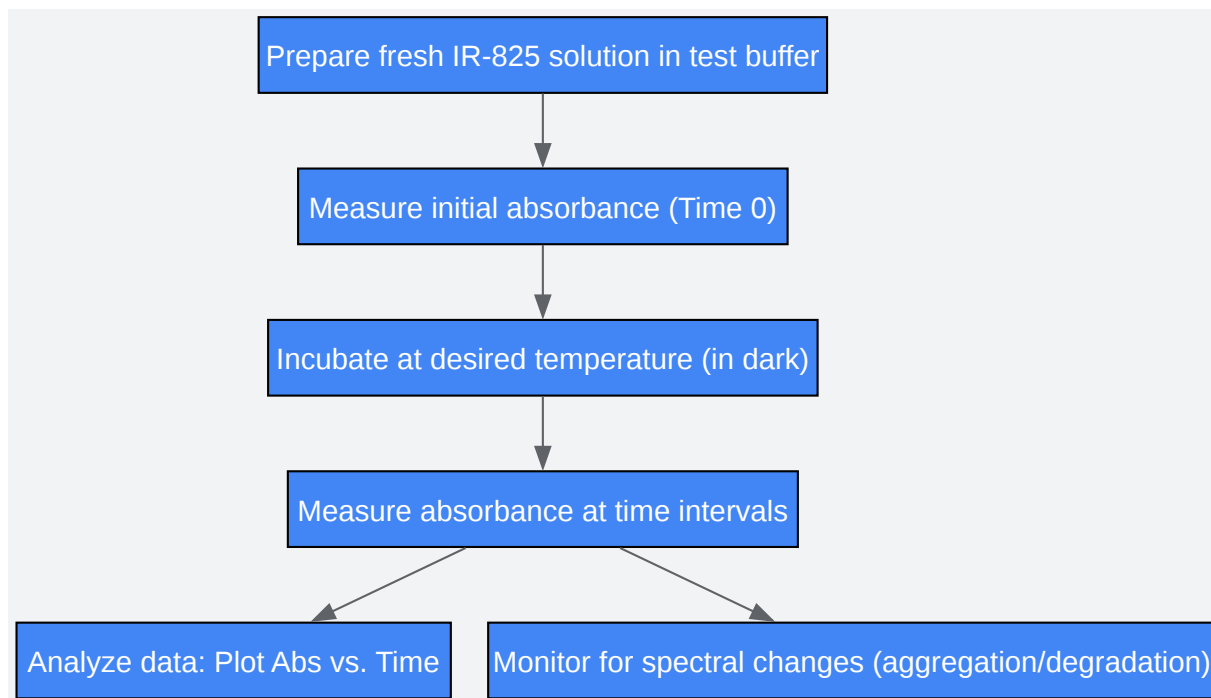 Prepare fresh IR-825 solution in test buffer
Measure initial absorbance (Time 0)
Incubate at desired temperature (in dark)
Measure absorbance at time intervals
Analyze data: Plot Abs vs. Time
Monitor for spectral changes (aggregation/degradation)